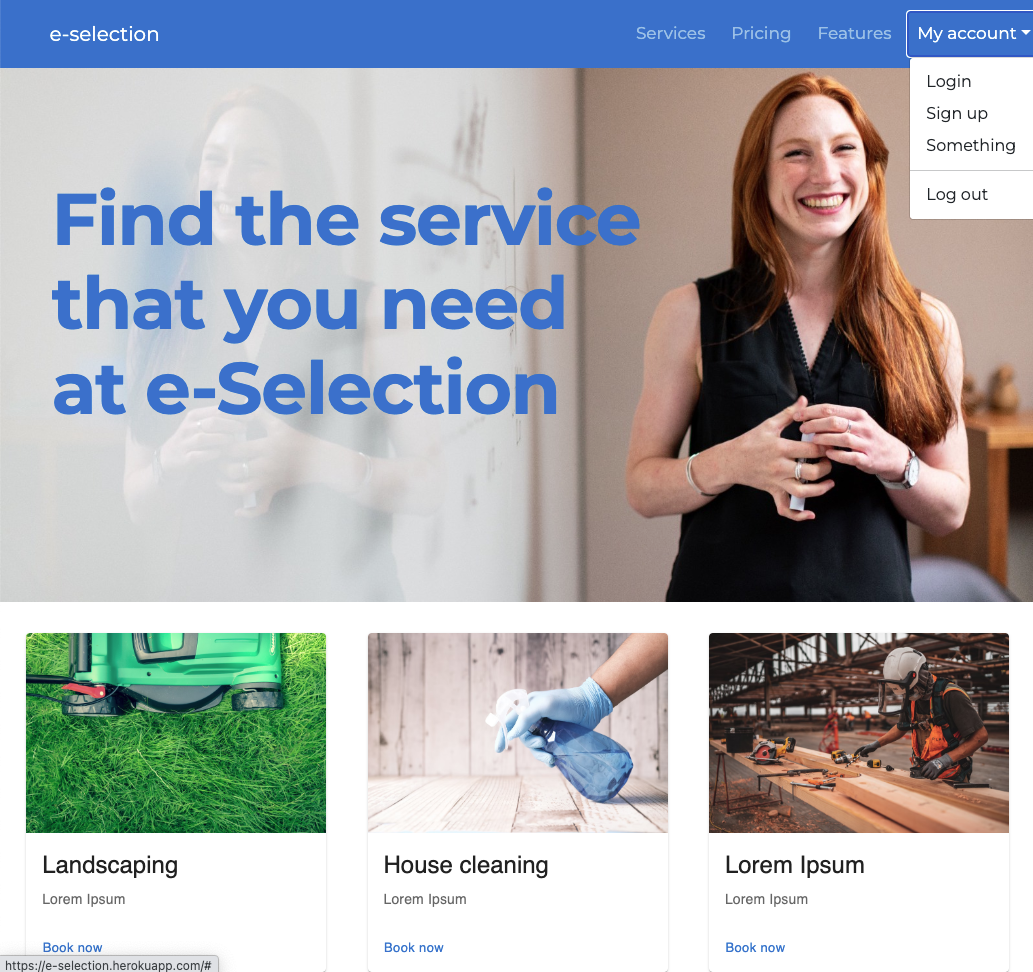 e-selection
Services Pricing Features My account
Login
Sign up
Something
Log out
Find the service
that you need
at e-Selection
Landscaping
Lorem Ipsum
Book now
House cleaning
Lorem Ipsum
Book now
Lorem Ipsum
Lorem Ipsum
Book now
https://e-selection.herokuapp.com/#